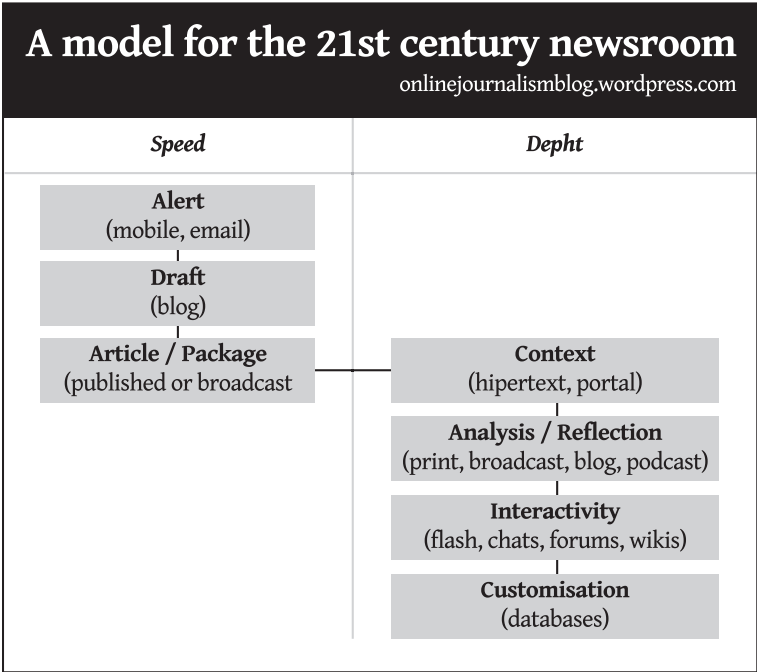 A model for the 21st century newsroom
onlinejournalismblog.wordpress.com
Speed
Depht
Alert
(mobile, email)
Draft
(blog)
Article / Package
(published or broadcast
Context
(hipertext, portal)
Analysis / Reflection
(print, broadcast, blog, podcast)
Interactivity
(flash, chats, forums, wikis)
Customisation
(databases)